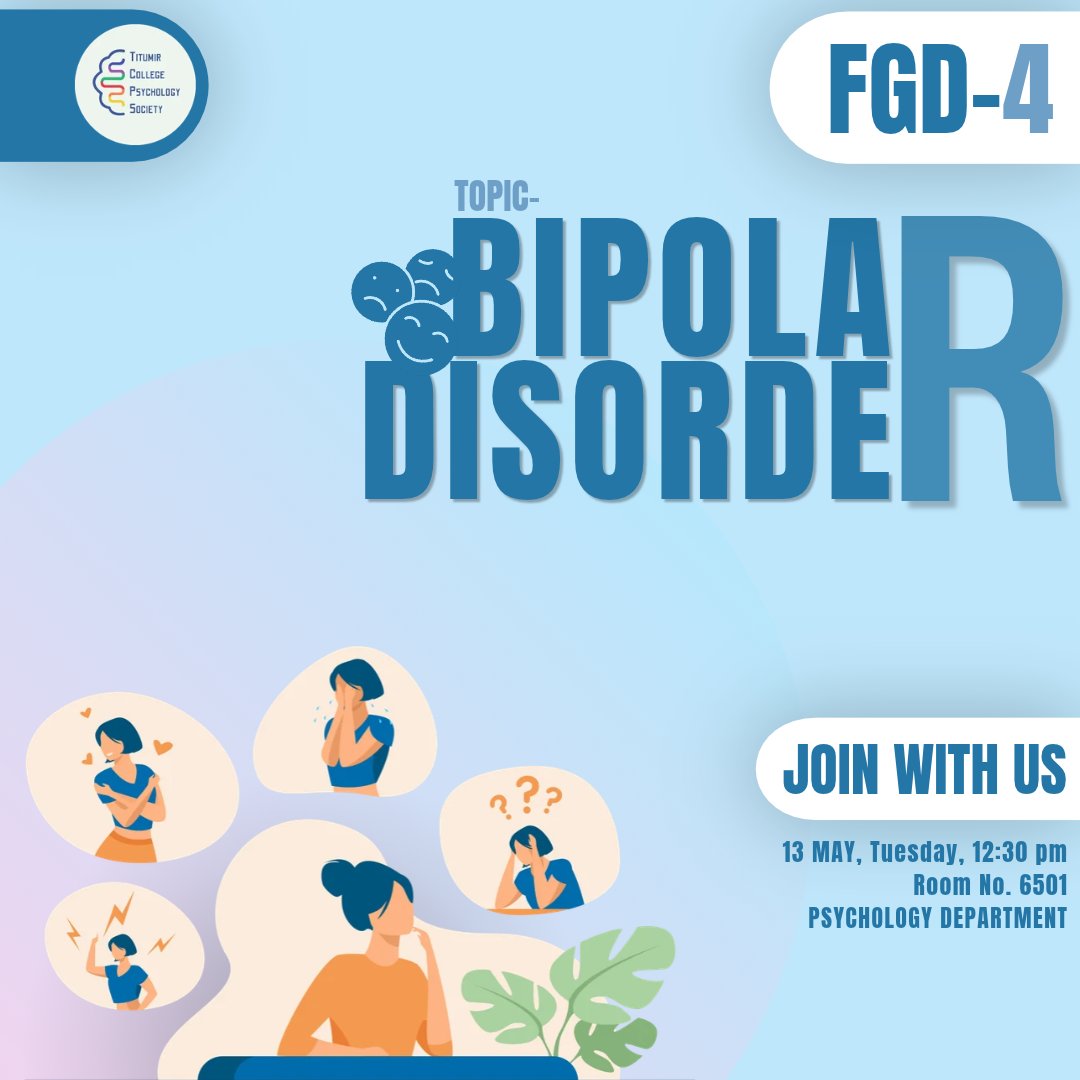 TITUMIR
COLLEGE
PSYCHOLOGY
SOCIETY
FGD-4
TOPIC-
BIPOLAR
DISORDER
JOIN WITH US
13 MAY, Tuesday, 12:30 pm
Room No. 6501
PSYCHOLOGY DEPARTMENT
???